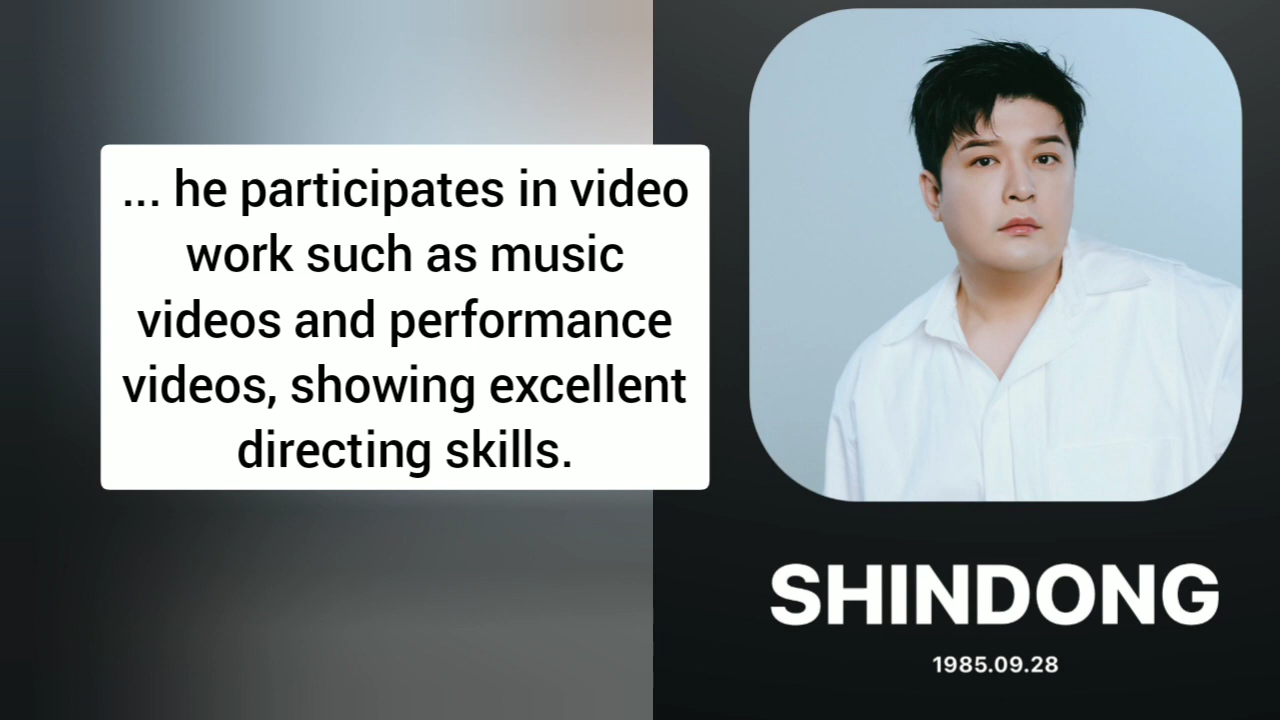 ... he participates in video
work such as music
videos and performance
videos, showing excellent
directing skills.
SHINDONG
1985.09.28